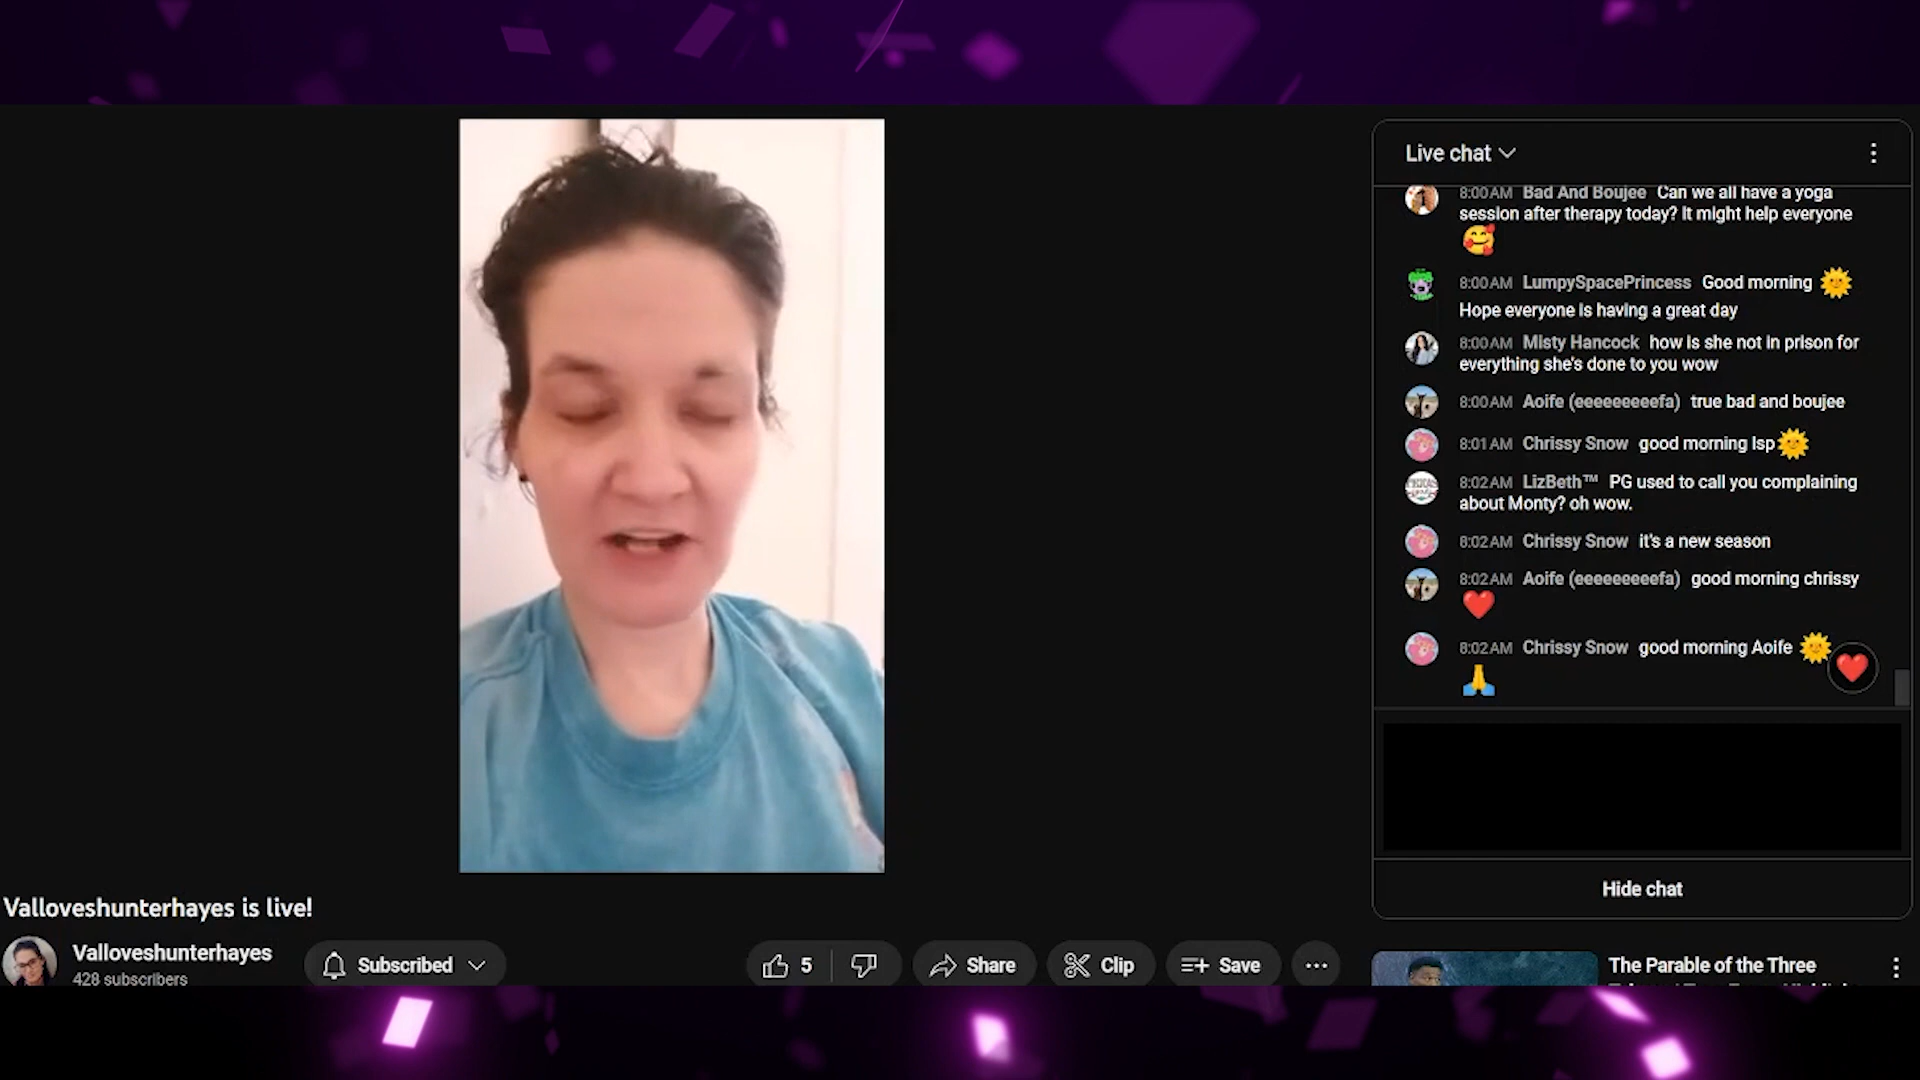 Live chat
8:00 AM Bad And Boujee Can we all have a yoga
session after therapy today? It might help everyone
8:00 AM LumpySpacePrincess Good morning
Hope everyone is having a great day
8:00 AM Misty Hancock how is she not in prison for
everything she's done to you wow
8:00 AM Aoife (eeeeeeeeefa) true bad and boujee
8:01 AM Chrissy Snow good morning lsp
8:02 AM LizBeth™ PG used to call you complaining
about Monty? oh wow.
8:02 AM Chrissy Snow it's a new season
8:02 AM Aoife (eeeeeeeeefa) good morning chrissy
8:02 AM Chrissy Snow good morning Aoife
Hide chat
Valloveshunterhayes is live!
Valloveshunterhayes
428 subscribers
Subscribed
5
Share
Clip
Save
The Parable of the Three